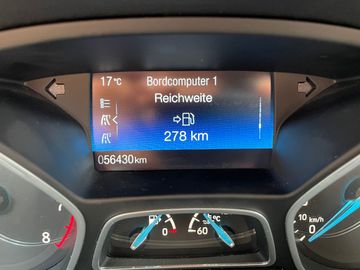 17°C Bordcomputer 1
Reichweite
278 km
056430km
8
0 60
10 km/h
0